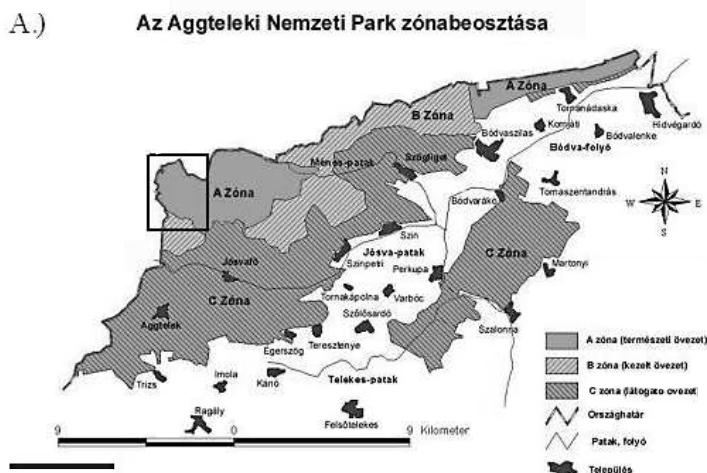 A.)
Az Aggteleki Nemzeti Park zónabeosztása
A Zóna
B Zóna
Tornanádaska
Hidvégardó
Komjáti
Bódvalenke
Bódvaszilas
Bódva-folyó
Ménes-patak
Szögliget
A Zóna
Tornaszentandrás
Bódvarákó
N
W
E
S
Szin
C Zóna
Jósvafő
Szinpetri
Jósva-patak
Perkupa
Martonyi
C Zóna
Tornakápolna
Varbóc
Aggtelek
Szőlősardó
Szalonna
Egerszög
Teresztenye
Trizs
Imola
Kánó
Telekes-patak
Ragály
Felsőtelekes
9
0
9
Kilometer
A zóna (természeti övezet)
B zóna (kezelt övezet)
C zóna (látogato ovezet)
Országhatár
Patak, folyó
Település